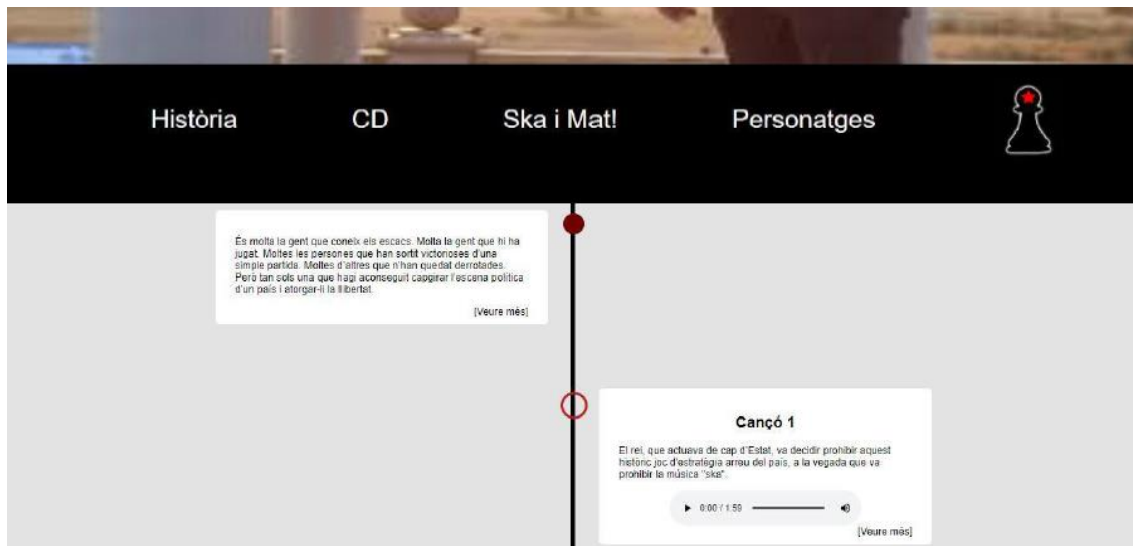 Història
CD
Ska i Mat!
Personatges
És molta la gent que coneix els escacs. Molta la gent que hi ha
jugat. Moltes les persones que han sortit victorioses d'una
simple partida. Moltes d'altres que n'han quedat derrotades.
Però tan sols una que hagi aconseguit capgirar l'escena política
d'un país i atorgar-li la llibertat.
[Veure més]
Cançó 1
El rei, que actuava de cap d'Estat, va decidir prohibir aquest
històric joc d'estratègia arreu del país, a la vegada que va
prohibir la música "ska".
0:00 / 1:59
[Veure més]